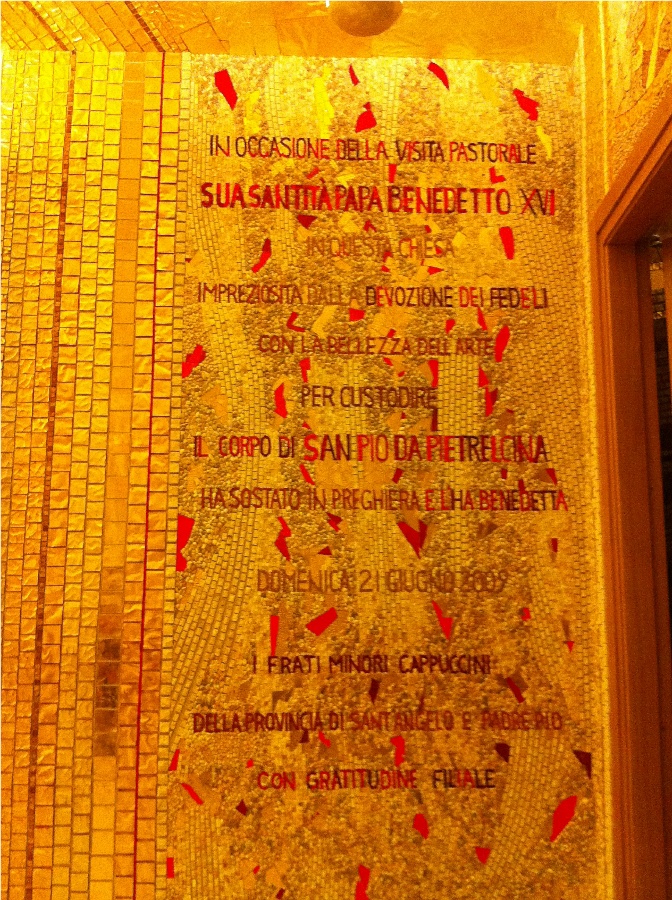 IN OCCASIONE DELLA VISITA PASTORALE
SUA SANTITÀ PAPA BENEDETTO XVI
IN QUESTA CHIESA
IMPREZIOSITA DALLA DEVOZIONE DEI FEDELI
CON LA BELLEZZA DELL'ARTE
PER CUSTODIRE
IL CORPO DI SAN PIO DA PIETRELCINA
HA SOSTATO IN PREGHIERA E L'HA BENEDETTA
DOMENICA 21 GIUGNO 2009
I FRATI MINORI CAPPUCCINI
DELLA PROVINCIA DI SANT'ANGELO E PADRE PIO
CON GRATITUDINE FILIALE